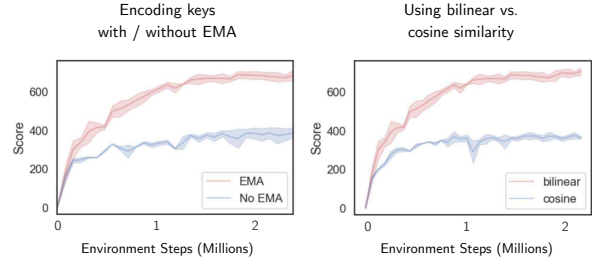 Encoding keys
with / without EMA
Score
600
400
200
0
EMA
No EMA
0 1 2
Environment Steps (Millions)
Using bilinear vs.
cosine similarity
Score
600
400
200
0
bilinear
cosine
0 1 2
Environment Steps (Millions)